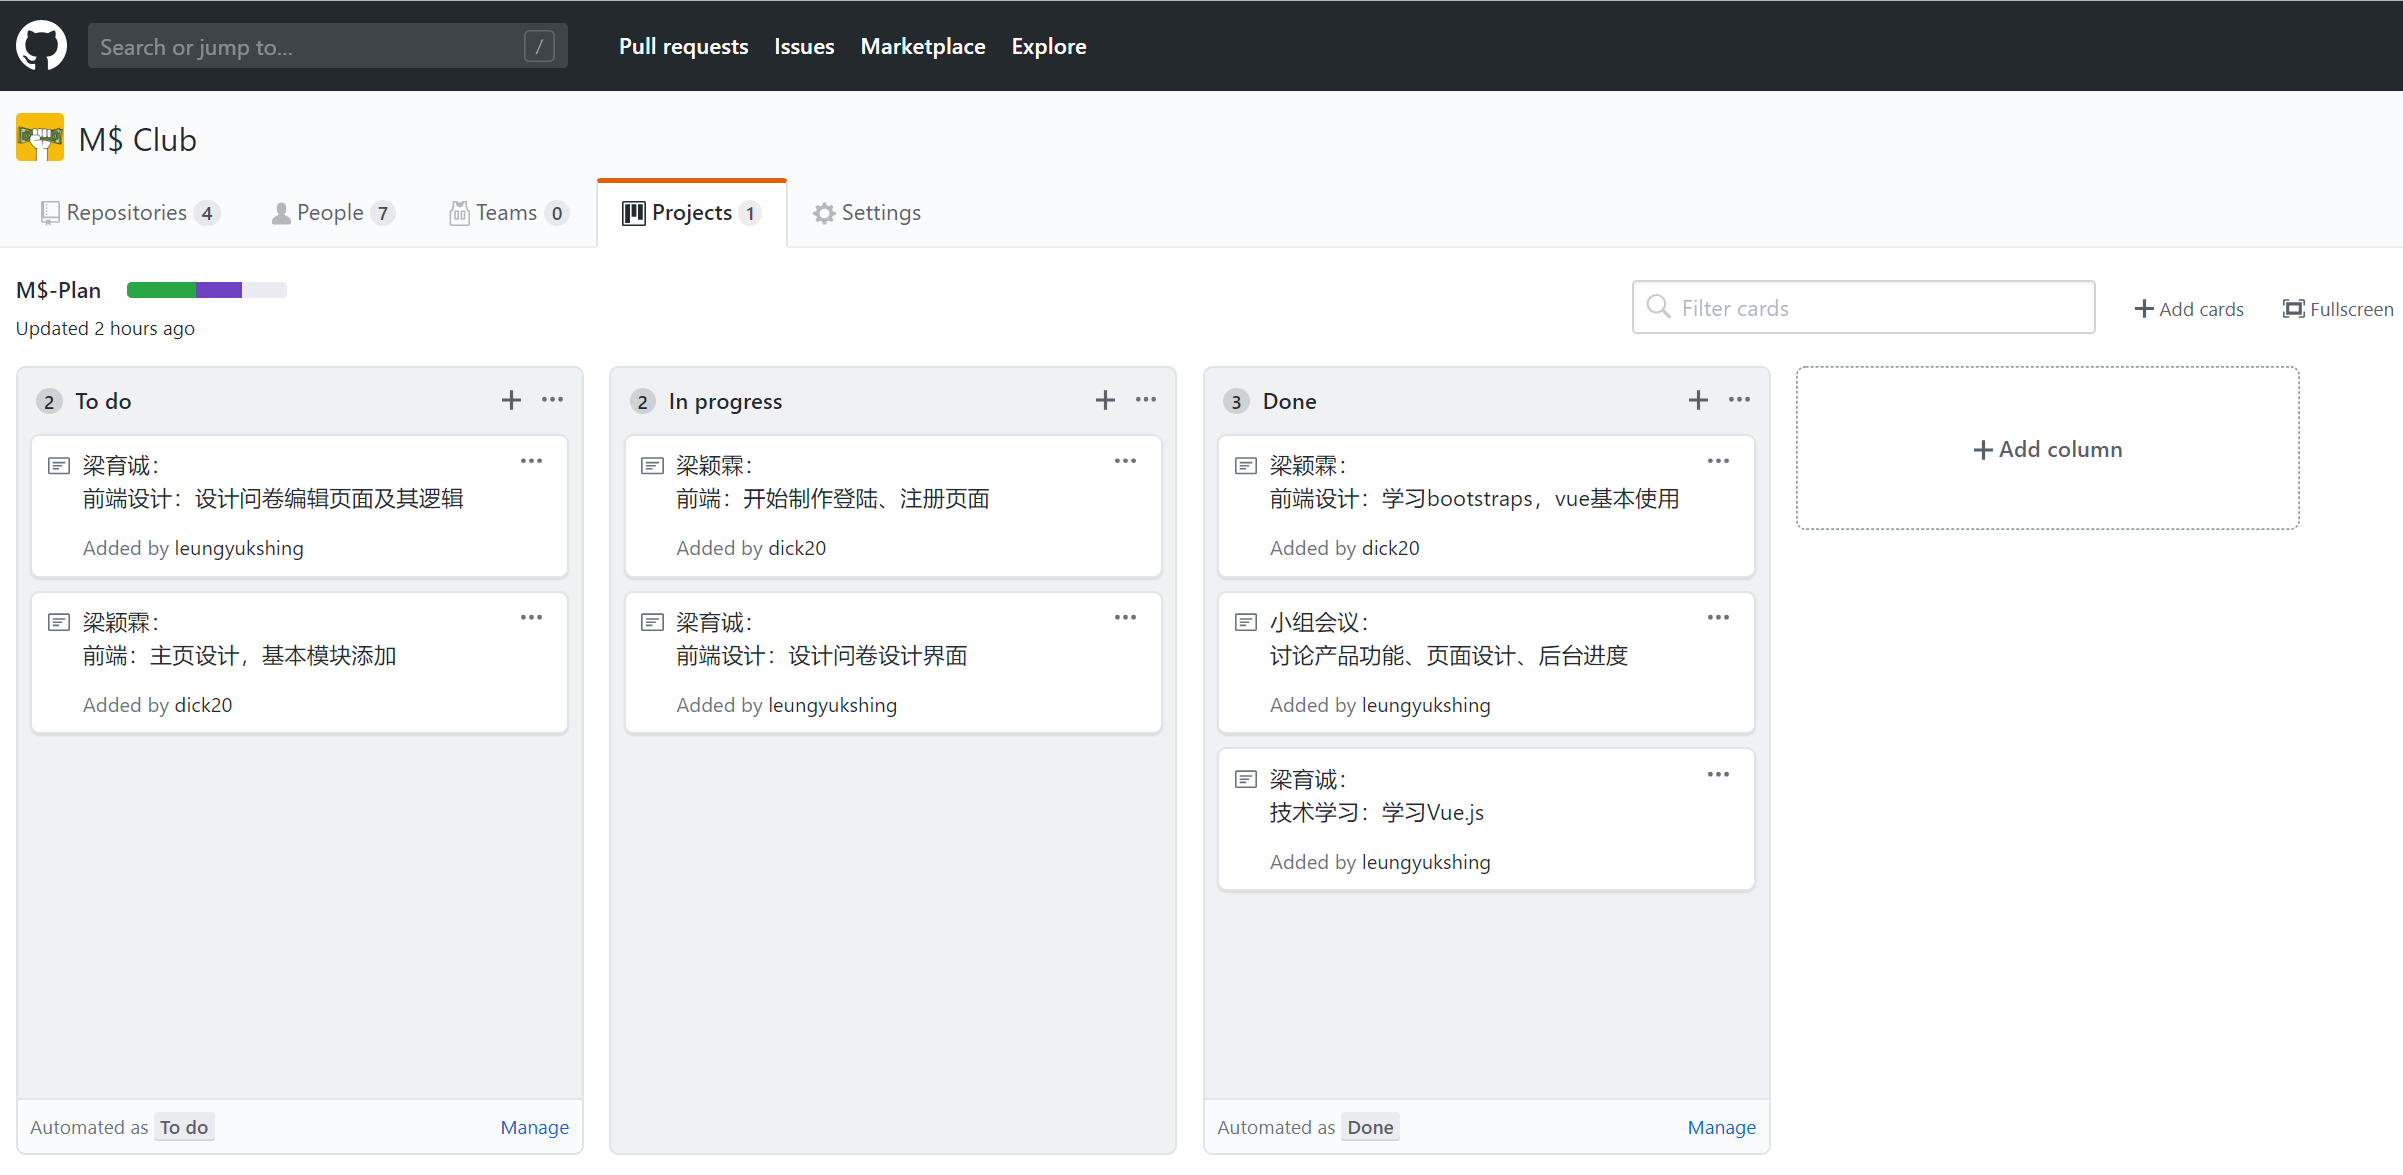 Search or jump to... /
Pull requests Issues Marketplace Explore
M$ Club
Repositories 4 People 7 Teams 0 Projects 1 Settings
M$-Plan
Updated 2 hours ago
Filter cards
Add cards
Fullscreen
2 To do
梁育诚：
前端设计：设计问卷编辑页面及其逻辑
Added by leungyukshing
梁颖霖：
前端：主页设计，基本模块添加
Added by dick20
Automated as To do Manage
2 In progress
梁颖霖：
前端：开始制作登陆、注册页面
Added by dick20
梁育诚：
前端设计：设计问卷设计界面
Added by leungyukshing
3 Done
梁颖霖：
前端设计：学习bootstraps，vue基本使用
Added by dick20
小组会议：
讨论产品功能、页面设计、后台进度
Added by leungyukshing
梁育诚：
技术学习：学习Vue.js
Added by leungyukshing
Automated as Done Manage
Add column